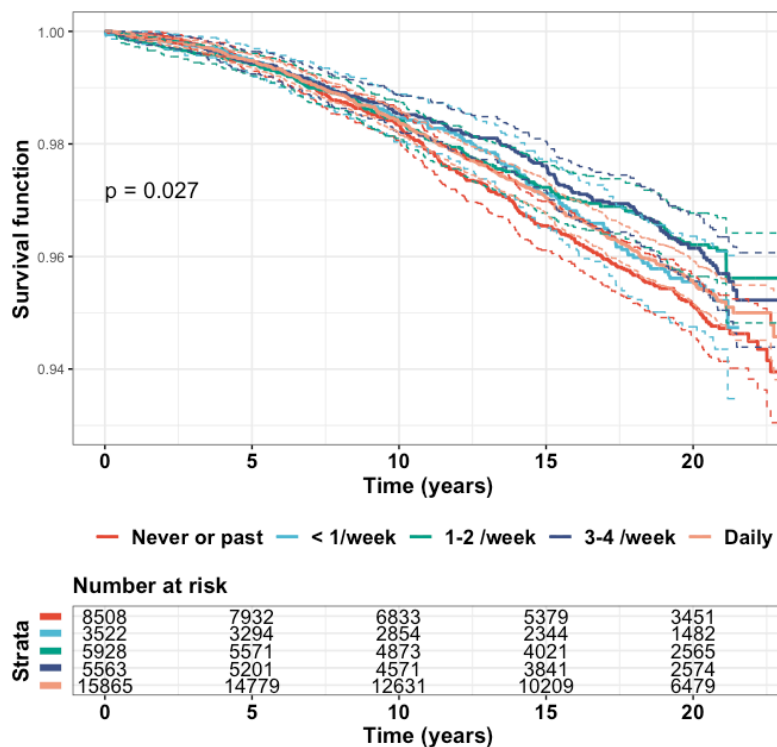 1.00
0.98
0.96
0.94
Survival function
p = 0.027
0 5 10 15 20
Time (years)
Never or past < 1/week 1-2 /week 3-4 /week Daily
Number at risk
Strata
8508 7932 6833 5379 3451
3522 3294 2854 2344 1482
5928 5571 4873 4021 2565
5563 5201 4571 3841 2574
15865 14779 12631 10209 6479
0 5 10 15 20
Time (years)